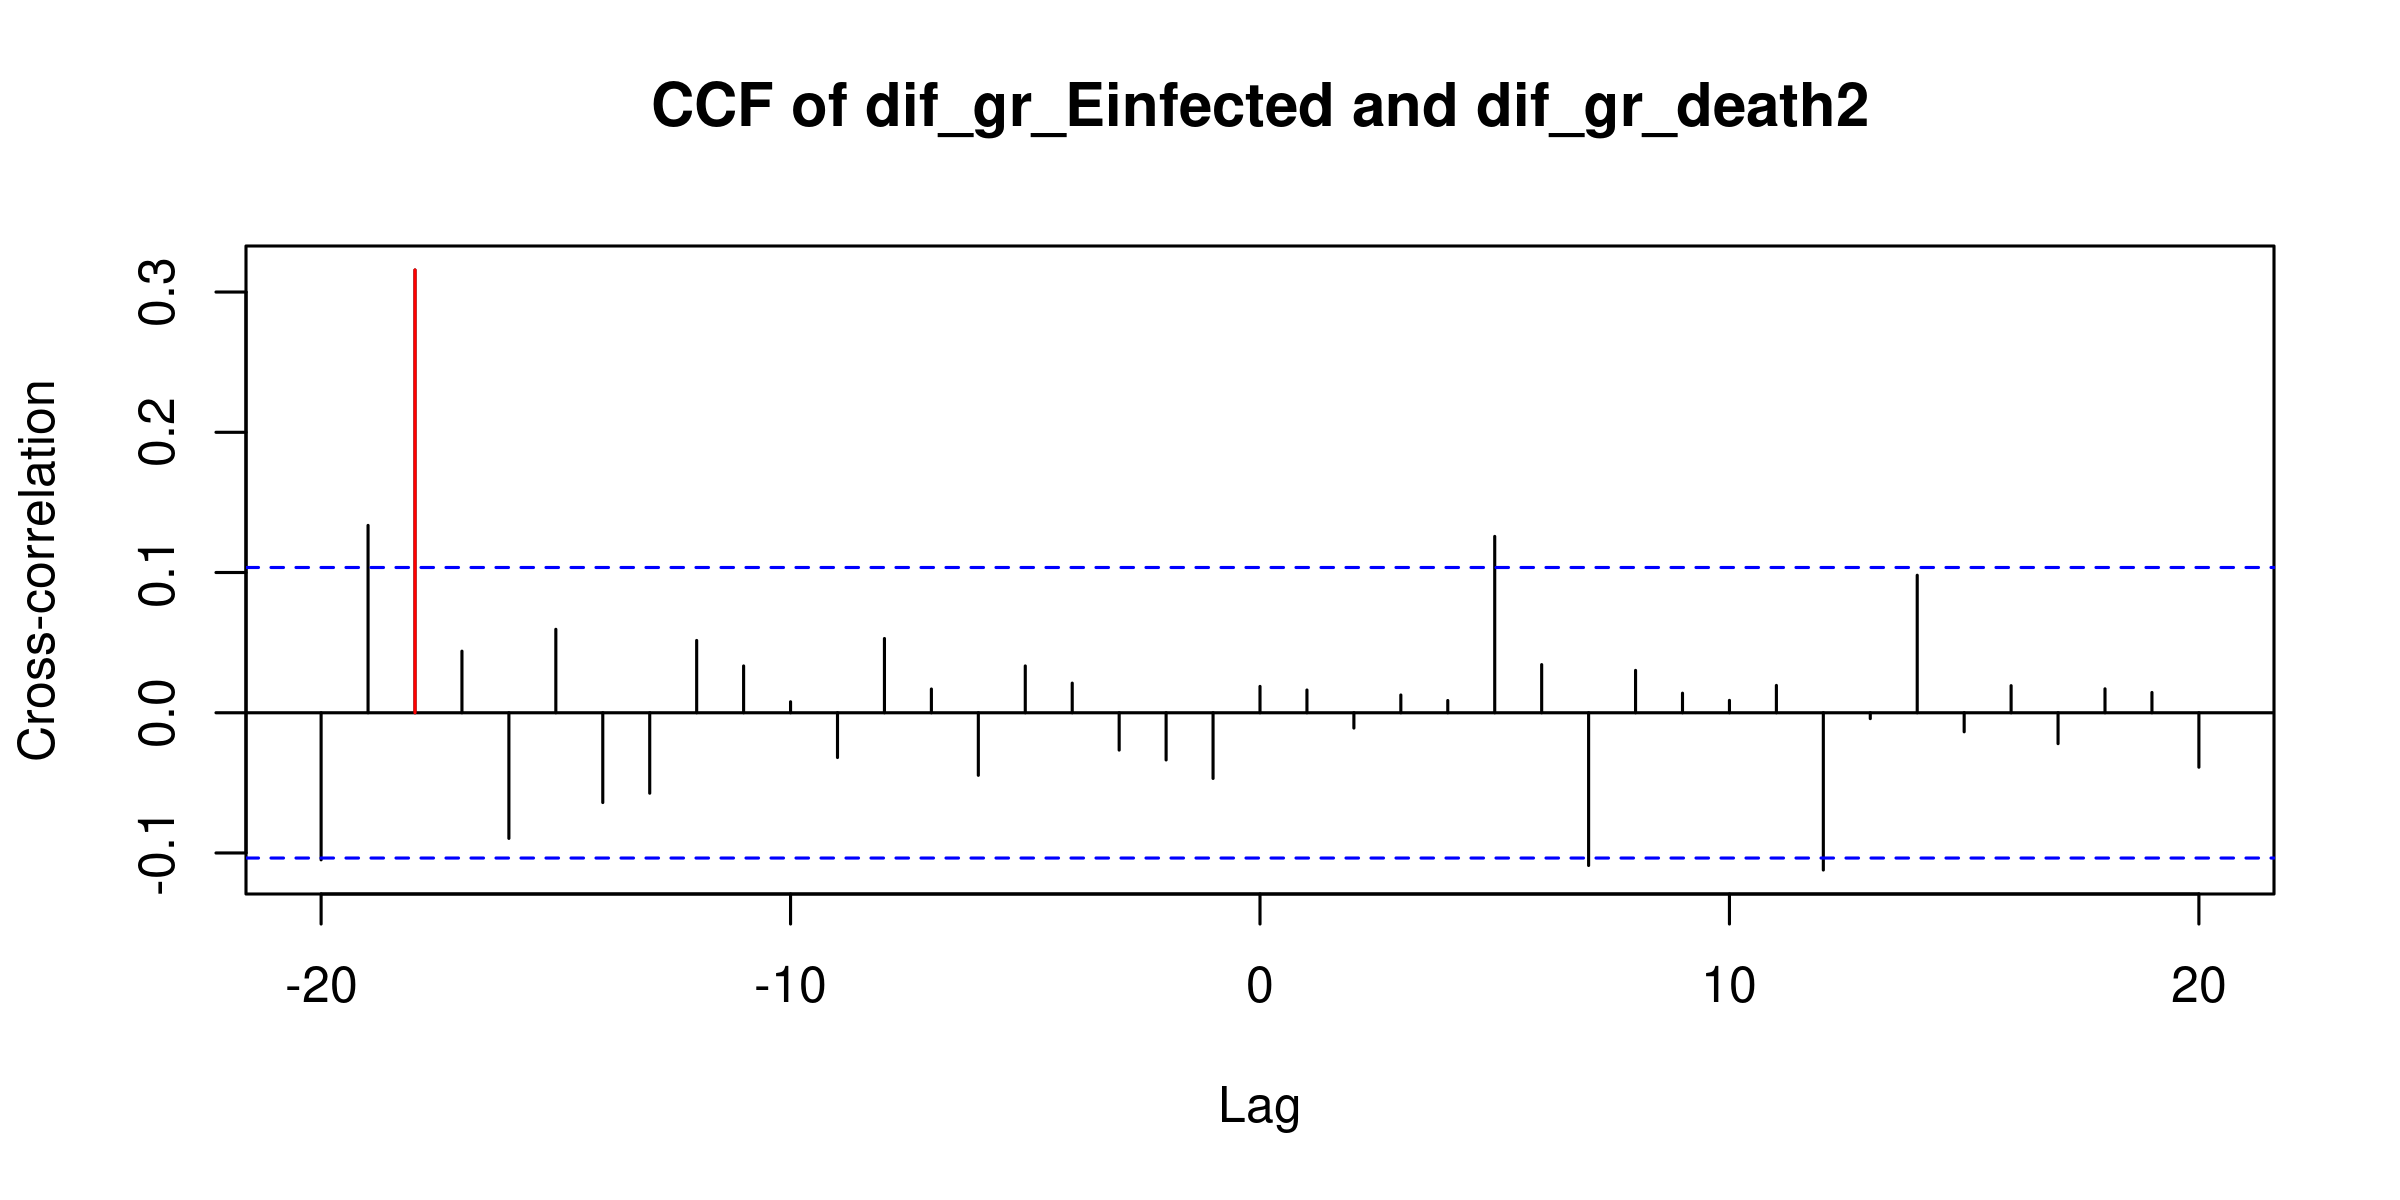 CCF of dif_gr_Einfected and dif_gr_death2
Cross-correlation
0.3
0.2
0.1
0.0
-0.1
-20 -10 0 10 20
Lag